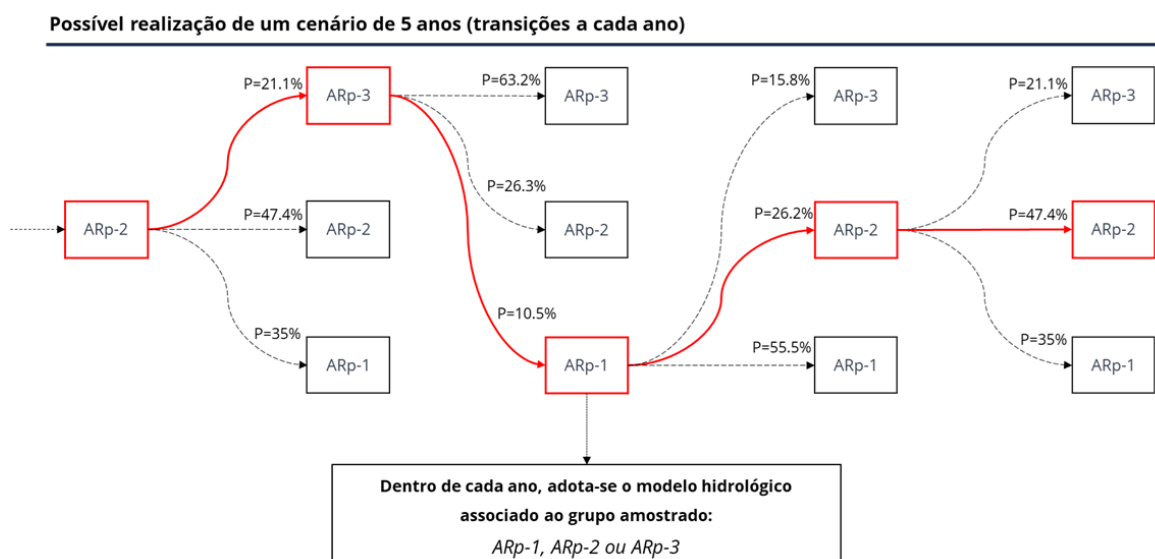 Possível realização de um cenário de 5 anos (transições a cada ano)
P=21.1%
ARp-3
P=63.2%
ARp-3
P=15.8%
ARp-3
P=21.1%
ARp-3
ARp-2
P=47.4%
ARp-2
P=26.3%
ARp-2
P=26.2%
ARp-2
P=47.4%
ARp-2
P=35%
ARp-1
P=10.5%
ARp-1
P=55.5%
ARp-1
P=35%
ARp-1
Dentro de cada ano, adota-se o modelo hidrológico
associado ao grupo amostrado:
ARp-1, ARp-2 ou ARp-3